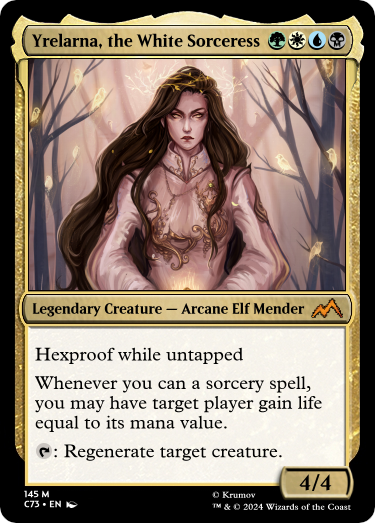 Yrelarna, the White Sorceress
Legendary Creature — Arcane Elf Mender
Hexproof while untapped
Whenever you can a sorcery spell,
you may have target player gain life
equal to its mana value.
: Regenerate target creature.
4/4
145 M
C73 • EN
© Krumov
™ & © 2024 Wizards of the Coast